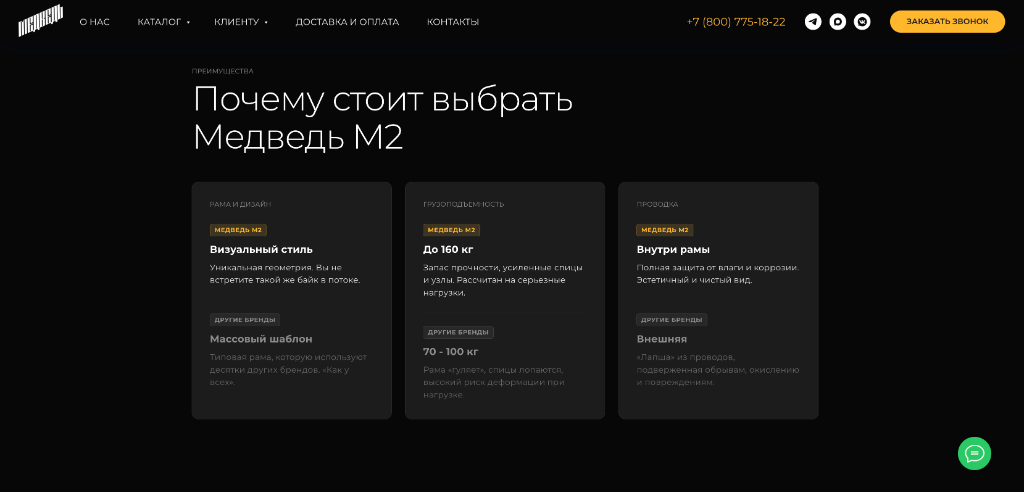 МЕДВЕДЬ
О НАС
КАТАЛОГ
КЛИЕНТУ
ДОСТАВКА И ОПЛАТА
КОНТАКТЫ
+7 (800) 775-18-22
ЗАКАЗАТЬ ЗВОНОК
ПРЕИМУЩЕСТВА
Почему стоит выбрать
Медведь М2
РАМА И ДИЗАЙН
МЕДВЕДЬ М2
Визуальный стиль
Уникальная геометрия. Вы не
встретите такой же байк в потоке.
ДРУГИЕ БРЕНДЫ
Массовый шаблон
Типовая рама, которую используют
десятки других брендов. «Как у
всех».
ГРУЗОПОДЪЕМНОСТЬ
МЕДВЕДЬ М2
До 160 кг
Запас прочности, усиленные спицы
и узлы. Рассчитан на серьезные
нагрузки.
ДРУГИЕ БРЕНДЫ
70 - 100 кг
Рама «гуляет», спицы лопаются,
высокий риск деформации при
нагрузке.
ПРОВОДКА
МЕДВЕДЬ М2
Внутри рамы
Полная защита от влаги и коррозии.
Эстетичный и чистый вид.
ДРУГИЕ БРЕНДЫ
Внешняя
«Лапша» из проводов,
подверженная обрывам, окислению
и повреждениям.